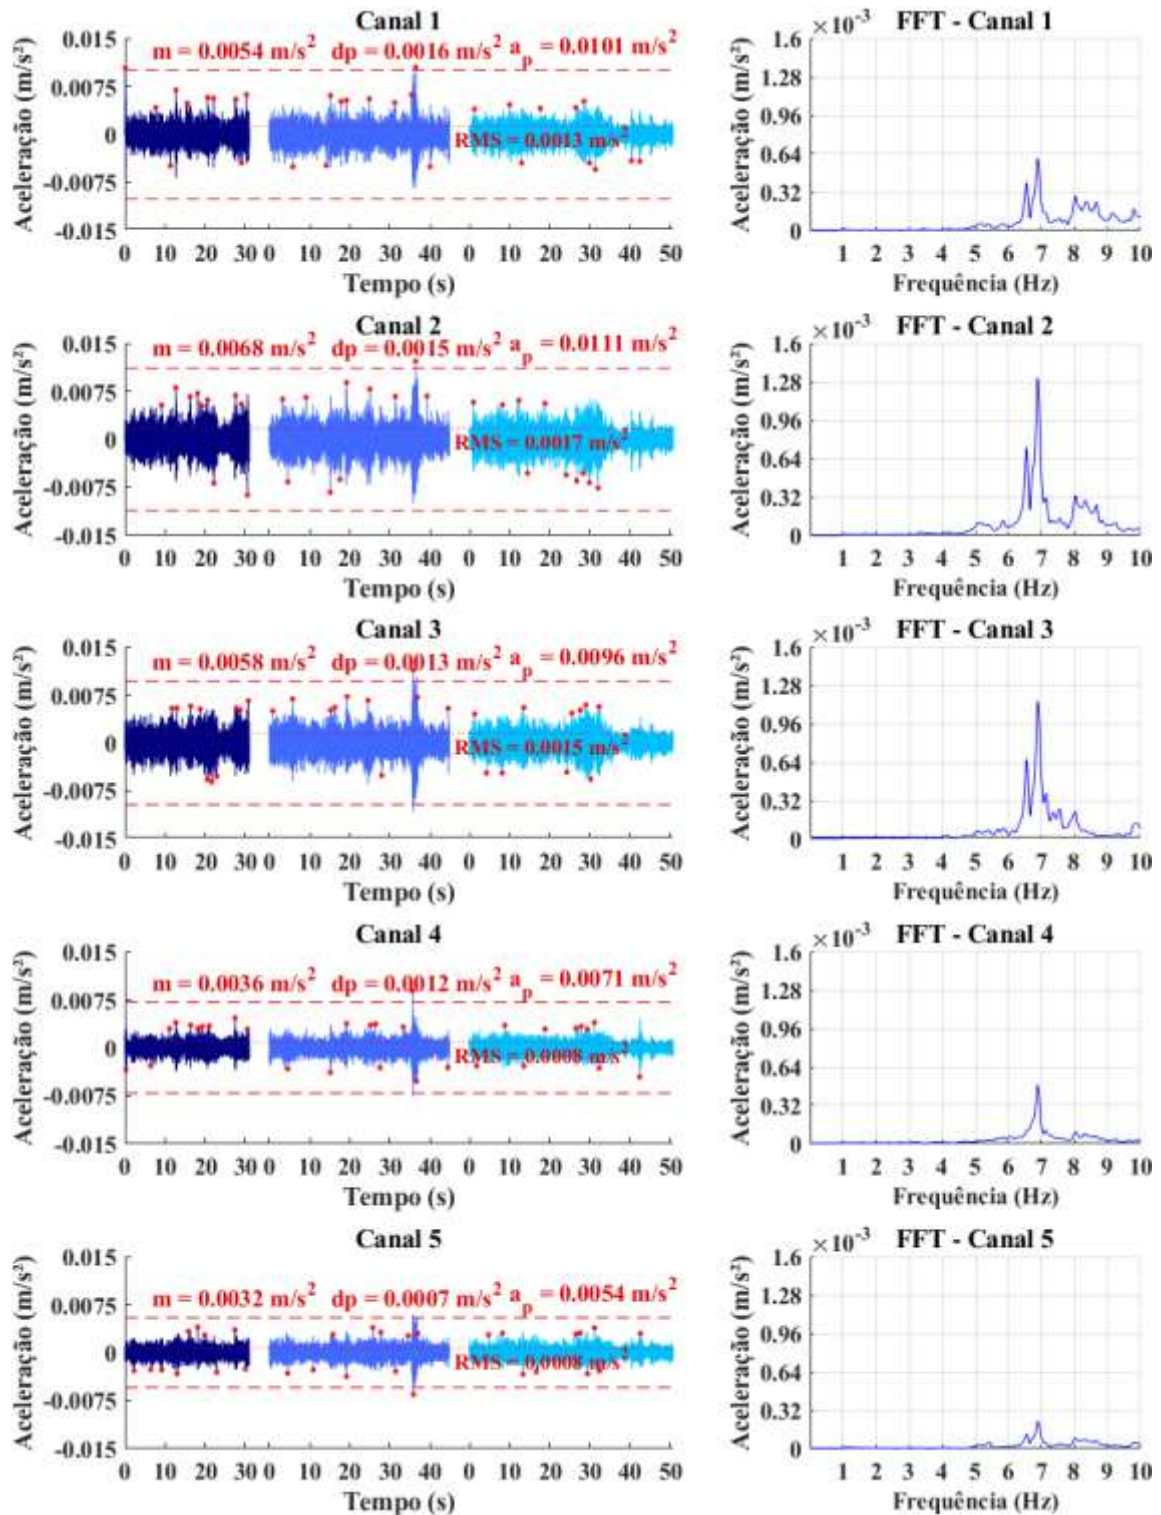 Canal 1
m = 0.0054 m/s² dp = 0.0016 m/s² a_p = 0.0101 m/s²
RMS = 0.0013 m/s²
Aceleração (m/s²)
0.015
0.0075
0
-0.0075
-0.015
0 10 20 30 0 10 20 30 40 0 10 20 30 40 50
Tempo (s)
×10⁻³ FFT - Canal 1
Aceleração (m/s²)
1.6
1.28
0.96
0.64
0.32
0
1 2 3 4 5 6 7 8 9 10
Frequência (Hz)
Canal 2
m = 0.0068 m/s² dp = 0.0015 m/s² a_p = 0.0111 m/s²
RMS = 0.0017 m/s²
Aceleração (m/s²)
0.015
0.0075
0
-0.0075
-0.015
0 10 20 30 0 10 20 30 40 0 10 20 30 40 50
Tempo (s)
×10⁻³ FFT - Canal 2
Aceleração (m/s²)
1.6
1.28
0.96
0.64
0.32
0
1 2 3 4 5 6 7 8 9 10
Frequência (Hz)
Canal 3
m = 0.0058 m/s² dp = 0.0013 m/s² a_p = 0.0096 m/s²
RMS = 0.0015 m/s²
Aceleração (m/s²)
0.015
0.0075
0
-0.0075
-0.015
0 10 20 30 0 10 20 30 40 0 10 20 30 40 50
Tempo (s)
×10⁻³ FFT - Canal 3
Aceleração (m/s²)
1.6
1.28
0.96
0.64
0.32
0
1 2 3 4 5 6 7 8 9 10
Frequência (Hz)
Canal 4
m = 0.0036 m/s² dp = 0.0012 m/s² a_p = 0.0071 m/s²
RMS = 0.0008 m/s²
Aceleração (m/s²)
0.015
0.0075
0
-0.0075
-0.015
0 10 20 30 0 10 20 30 40 0 10 20 30 40 50
Tempo (s)
×10⁻³ FFT - Canal 4
Aceleração (m/s²)
1.6
1.28
0.96
0.64
0.32
0
1 2 3 4 5 6 7 8 9 10
Frequência (Hz)
Canal 5
m = 0.0032 m/s² dp = 0.0007 m/s² a_p = 0.0054 m/s²
RMS = 0.0008 m/s²
Aceleração (m/s²)
0.015
0.0075
0
-0.0075
-0.015
0 10 20 30 0 10 20 30 40 0 10 20 30 40 50
Tempo (s)
×10⁻³ FFT - Canal 5
Aceleração (m/s²)
1.6
1.28
0.96
0.64
0.32
0
1 2 3 4 5 6 7 8 9 10
Frequência (Hz)